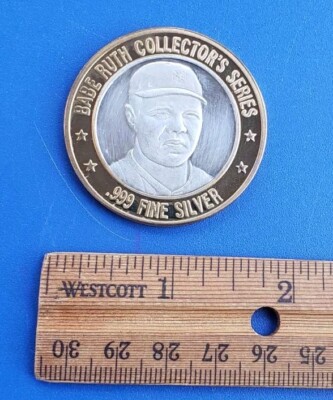 BABE RUTH COLLECTOR'S SERIES
.999 FINE SILVER
WESTCOTT 1 2
30 29 28 27 26 25